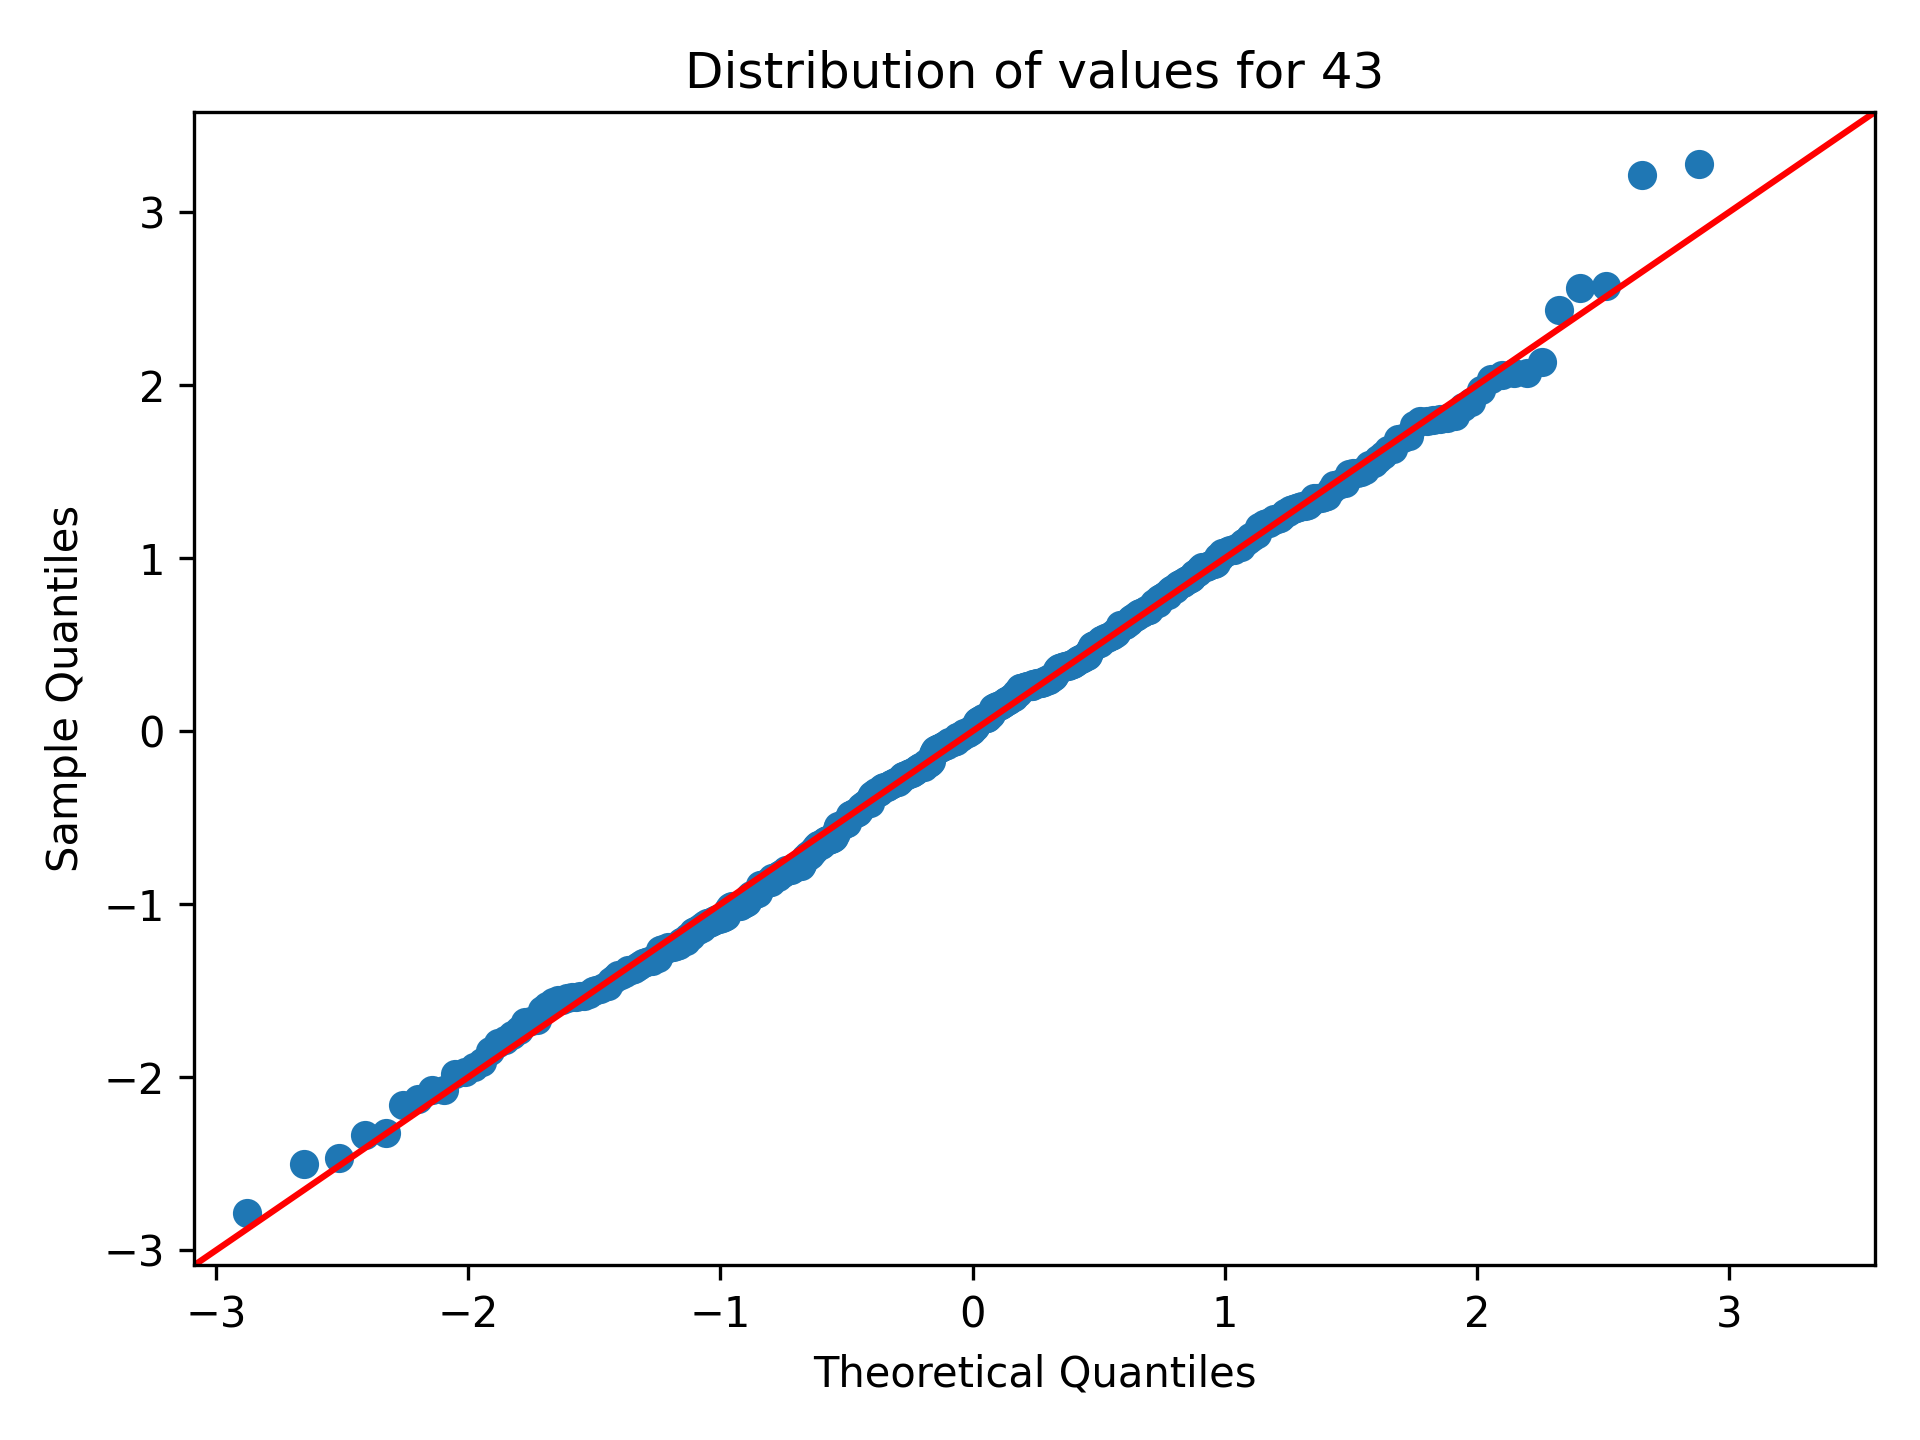 Distribution of values for 43
3
2
1
0
−1
−2
−3
Sample Quantiles
−3 −2 −1 0 1 2 3
Theoretical Quantiles